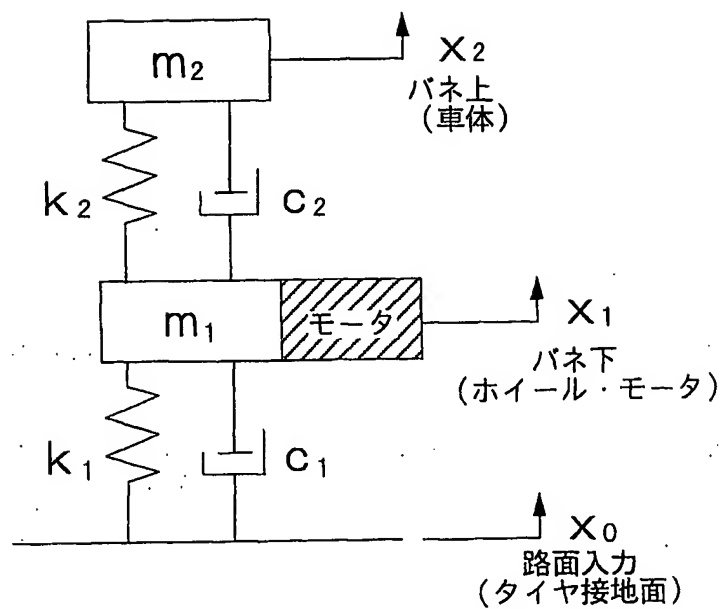 m₂
x₂
バネ上
(車体)
k₂
c₂
m₁
モータ
x₁
バネ下
(ホイール・モータ)
k₁
c₁
x₀
路面入力
(タイヤ接地面)